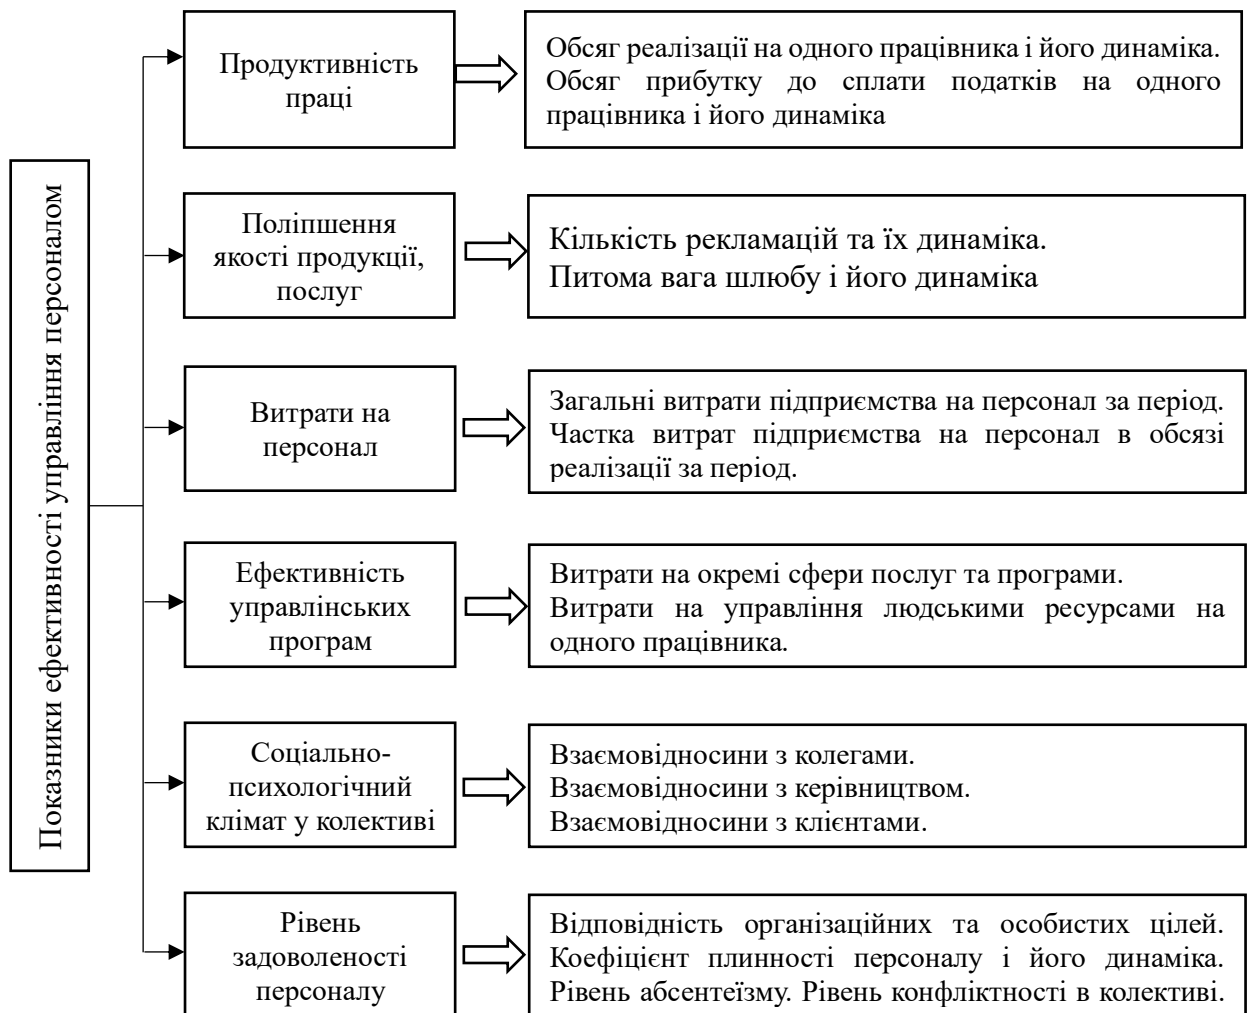 Показники ефективності управління персоналом
Продуктивність
праці
Обсяг реалізації на одного працівника і його динаміка.
Обсяг прибутку до сплати податків на одного
працівника і його динаміка
Поліпшення
якості продукції,
послуг
Кількість рекламацій та їх динаміка.
Питома вага шлюбу і його динаміка
Витрати на
персонал
Загальні витрати підприємства на персонал за період.
Частка витрат підприємства на персонал в обсязі
реалізації за період.
Ефективність
управлінських
програм
Витрати на окремі сфери послуг та програми.
Витрати на управління людськими ресурсами на
одного працівника.
Соціально-
психологічний
клімат у колективі
Взаємовідносини з колегами.
Взаємовідносини з керівництвом.
Взаємовідносини з клієнтами.
Рівень
задоволеності
персоналу
Відповідність організаційних та особистих цілей.
Коефіцієнт плинності персоналу і його динаміка.
Рівень абсентеїзму. Рівень конфліктності в колективі.